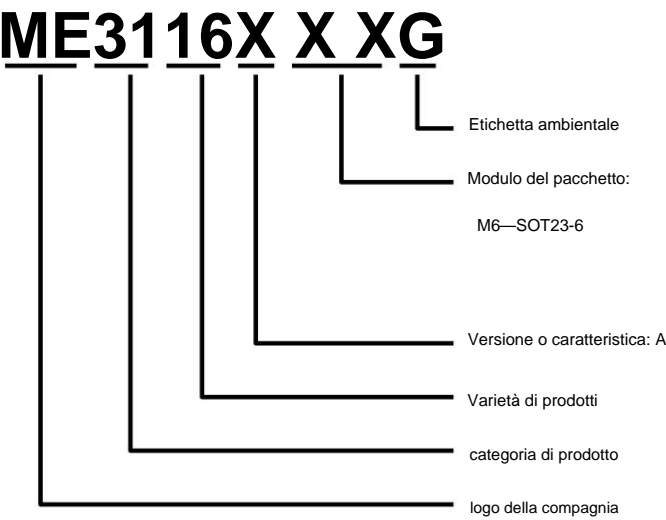 ME3116X X XG
Etichetta ambientale
Modulo del pacchetto:
M6—SOT23-6
Versione o caratteristica: A
Varietà di prodotti
categoria di prodotto
logo della compagnia